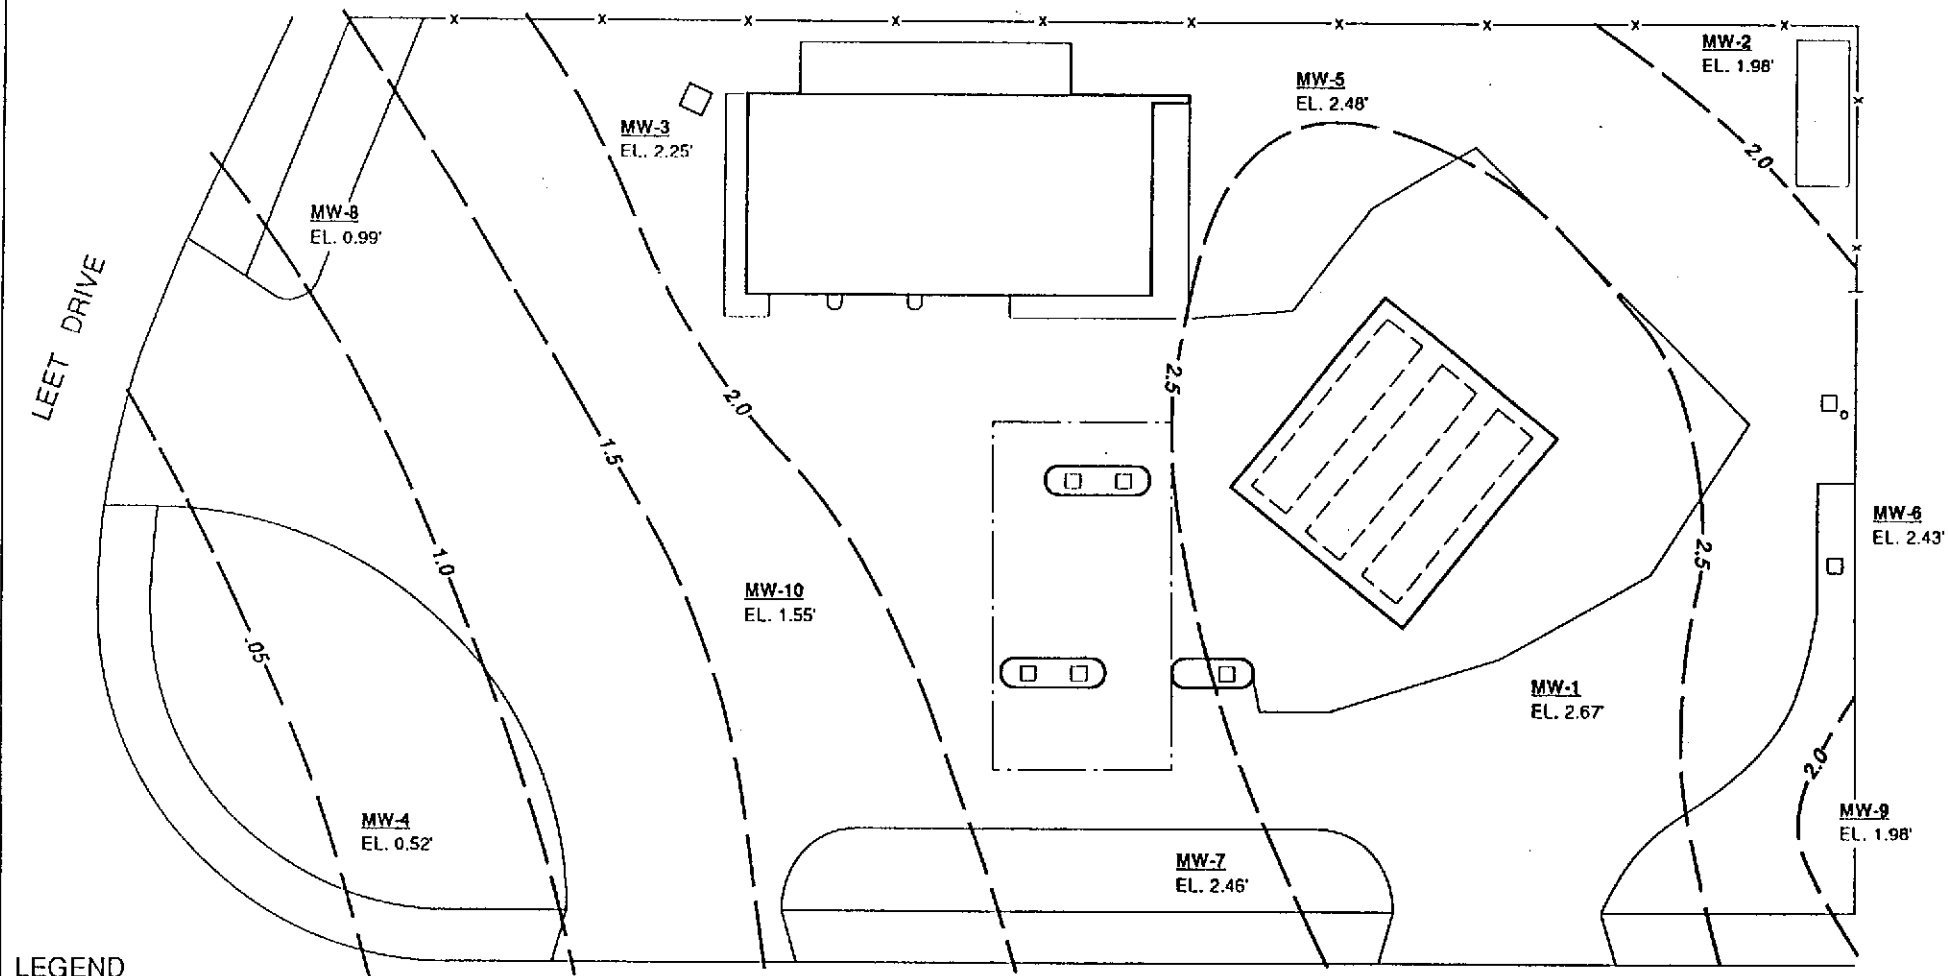 MW-2
EL. 1.98'
MW-5
EL. 2.48'
MW-3
EL. 2.25'
2.0
MW-8
EL. 0.99'
LEET DRIVE
2.5
2.0
1.5
MW-6
EL. 2.43'
2.5
1.0
MW-10
EL. 1.55'
.05
MW-1
EL. 2.67'
2.0
MW-4
EL. 0.52'
MW-9
EL. 1.98'
MW-7
EL. 2.46'
LEGEND